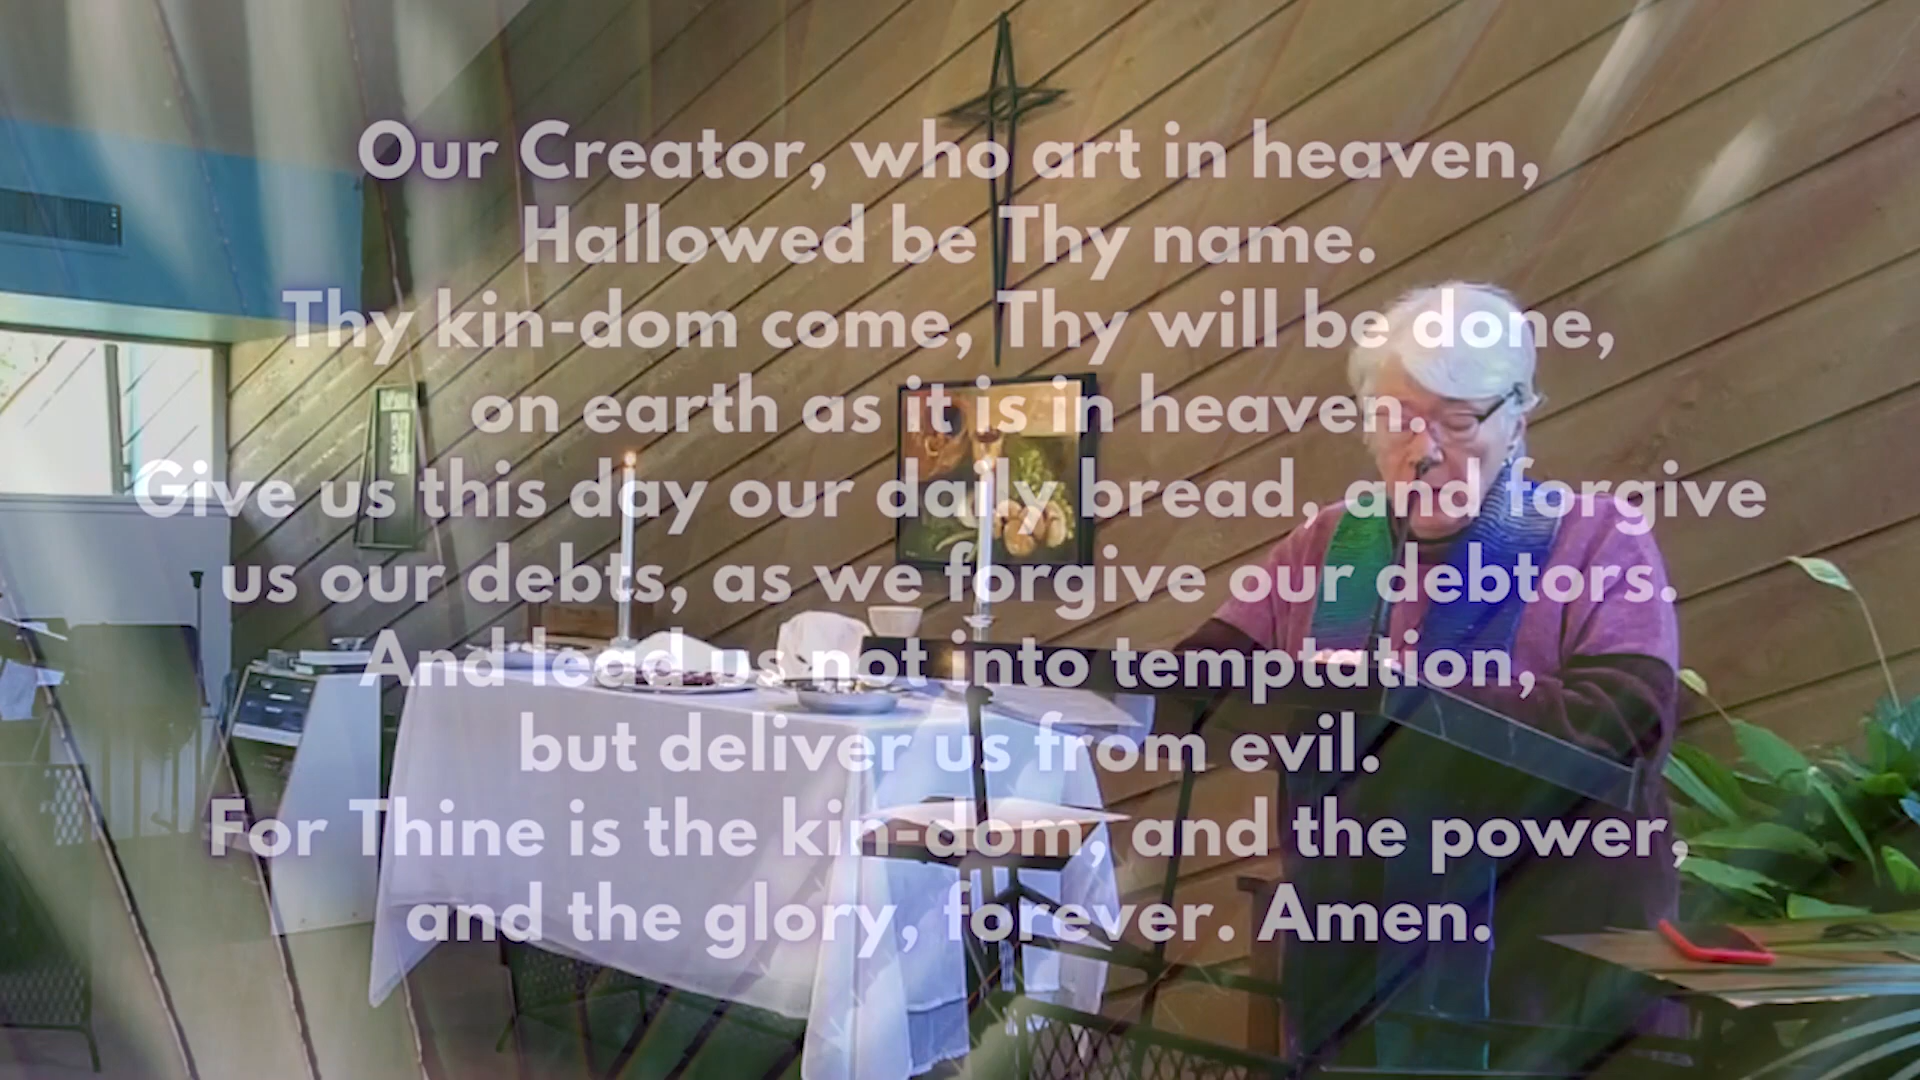 Our Creator, who art in heaven,
Hallowed be Thy name.
Thy kin-dom come, Thy will be done,
on earth as it is in heaven.
Give us this day our daily bread, and forgive
us our debts, as we forgive our debtors.
And lead us not into temptation,
but deliver us from evil.
For Thine is the kin-dom, and the power,
and the glory, forever. Amen.